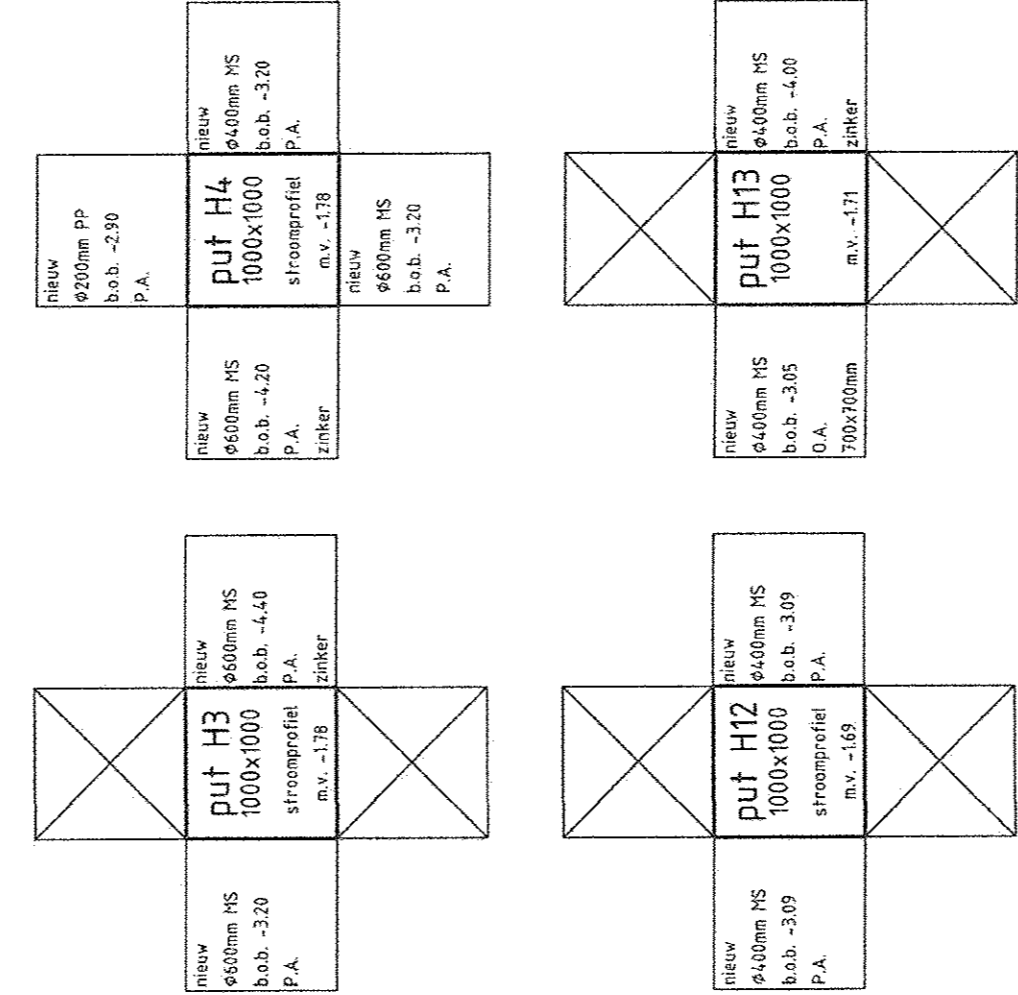 nieuw
ø600mm MS
b.o.b. -3.20
P.A.
put H3
1000x1000
stroomprofiel
m.v. -1.78
nieuw
ø600mm MS
b.o.b. -4.40
P.A.
zinker
nieuw
ø200mm PP
b.o.b. -2.90
P.A.
nieuw
ø600mm MS
b.o.b. -4.20
P.A.
zinker
put H4
1000x1000
stroomprofiel
m.v. -1.78
nieuw
ø400mm MS
b.o.b. -3.20
P.A.
nieuw
ø600mm MS
b.o.b. -3.20
P.A.
nieuw
ø400mm MS
b.o.b. -3.09
P.A.
put H12
1000x1000
stroomprofiel
m.v. -1.69
nieuw
ø400mm MS
b.o.b. -3.09
P.A.
nieuw
ø400mm MS
b.o.b. -3.05
O.A.
700x700mm
put H13
1000x1000
m.v. -1.71
nieuw
ø400mm MS
b.o.b. -4.00
P.A.
zinker